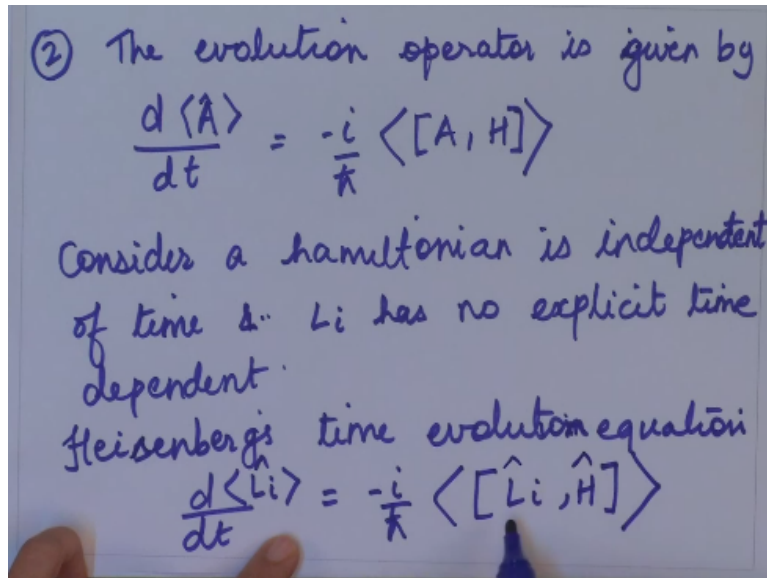 ② The evolution operator is given by
d⟨Â⟩/dt = -i/ħ ⟨[A, H]⟩
Consider a hamiltonian is independent
of time & Li has no explicit time
dependent.
Heisenberg's time evolution equation
d⟨L̂i⟩/dt = -i/ħ ⟨[L̂i, Ĥ]⟩